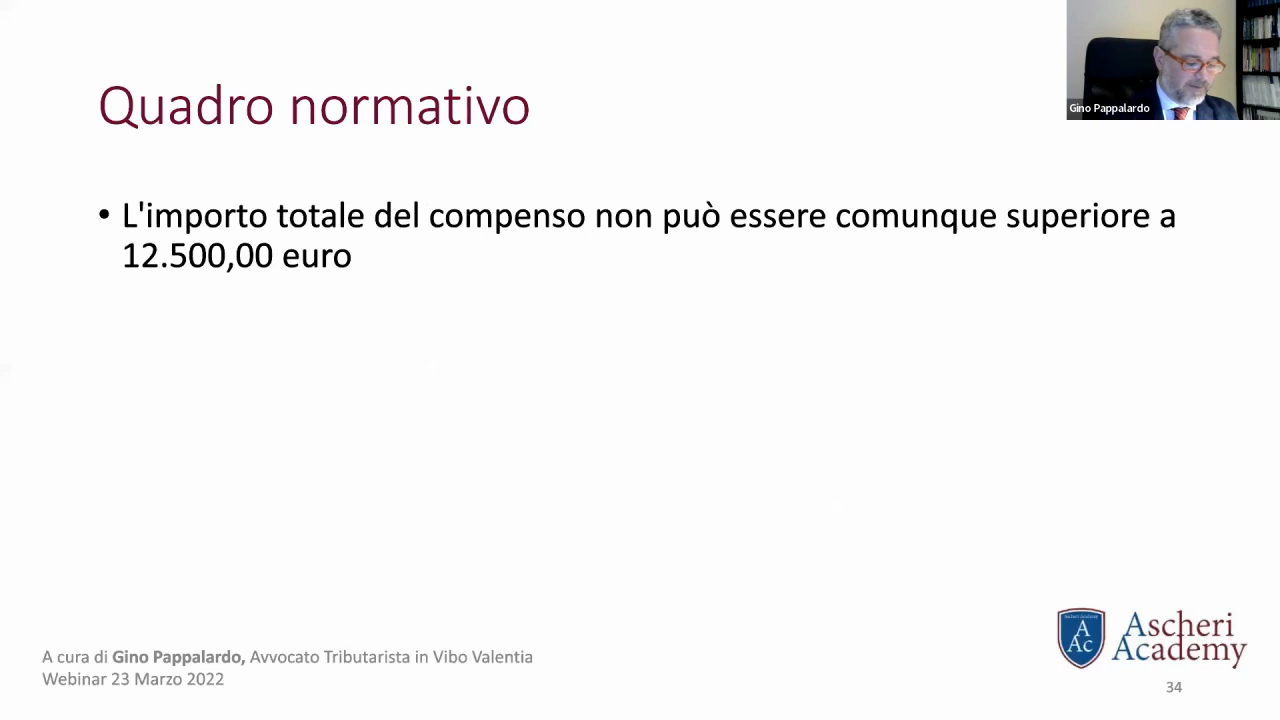 Quadro normativo
Gino Pappalardo
• L'importo totale del compenso non può essere comunque superiore a
12.500,00 euro
A cura di Gino Pappalardo, Avvocato Tributarista in Vibo Valentia
Webinar 23 Marzo 2022
A
Ac
Ascheri
Academy
34